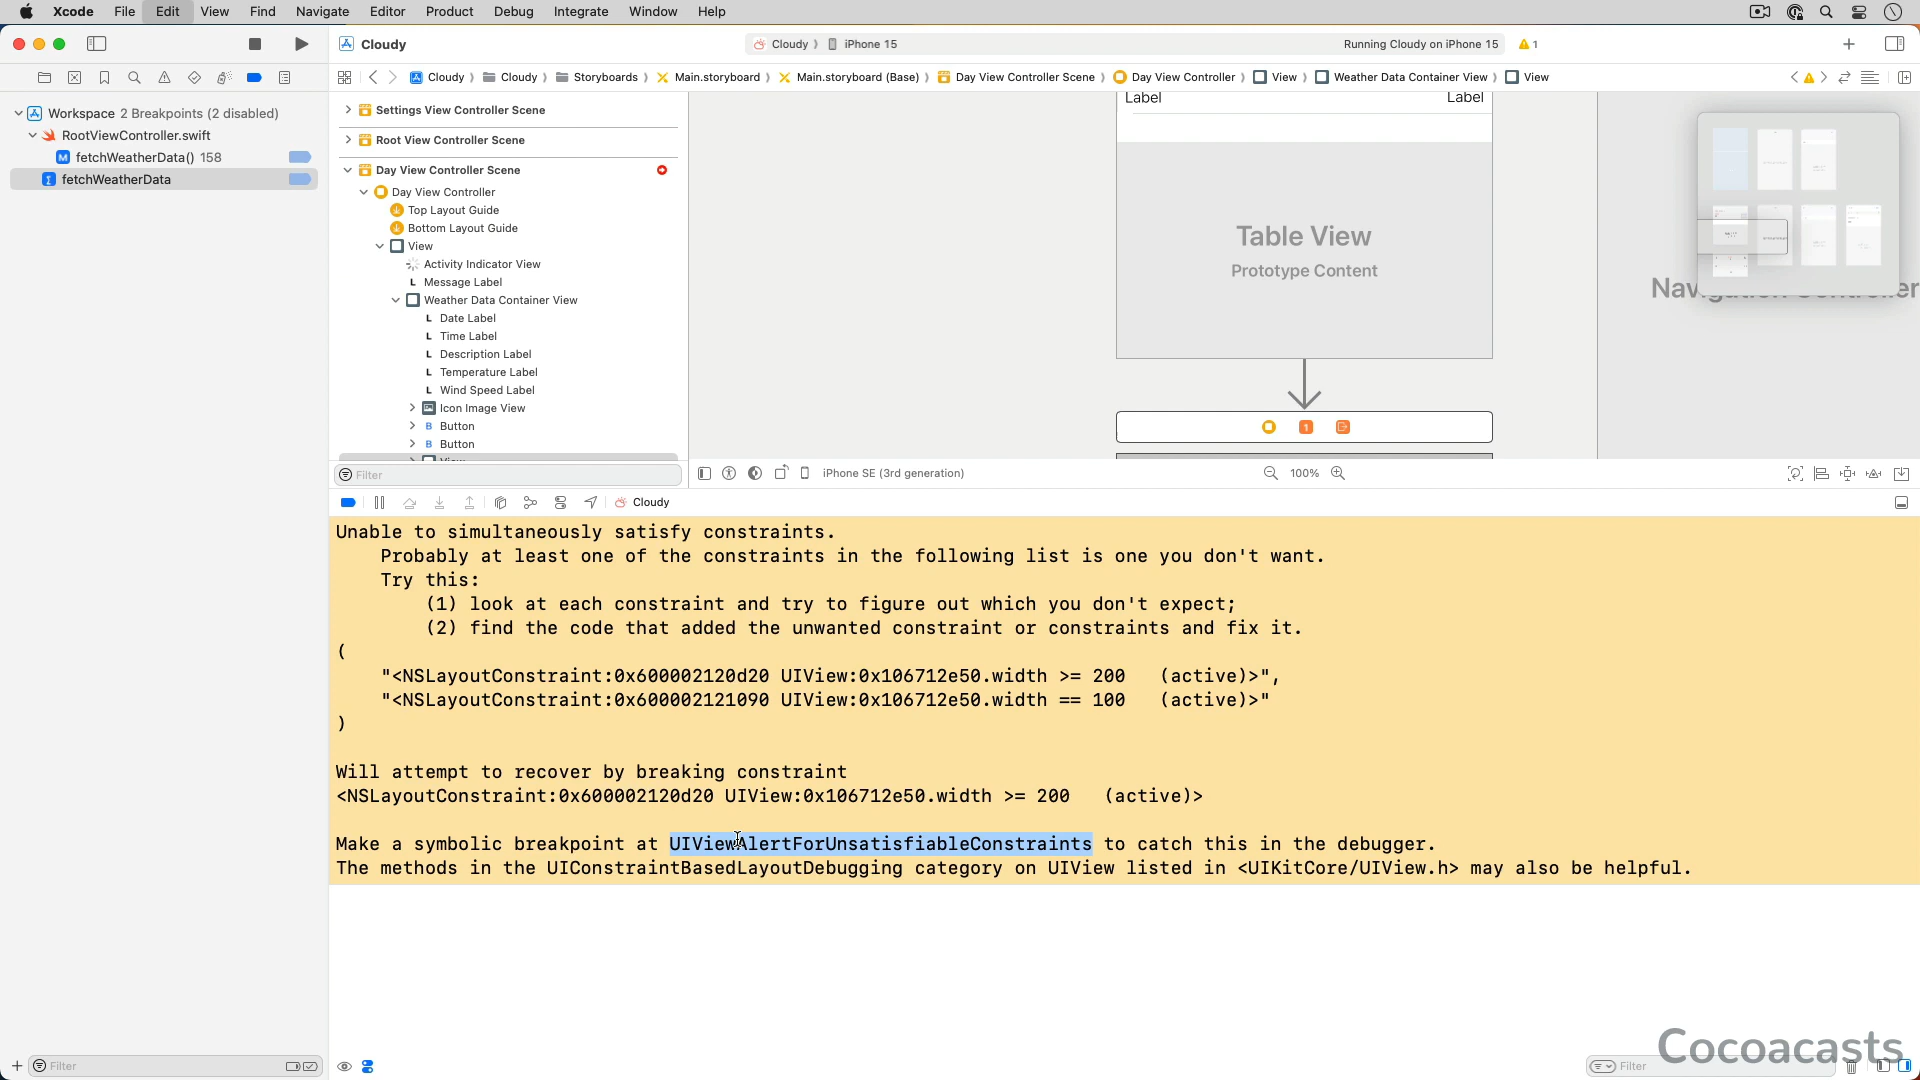 Xcode File Edit View Find Navigate Editor Product Debug Integrate Window Help
Cloudy
Cloudy iPhone 15
Running Cloudy on iPhone 15
1
Cloudy Cloudy Storyboards Main.storyboard Main.storyboard (Base) Day View Controller Scene Day View Controller View Weather Data Container View View
Workspace 2 Breakpoints (2 disabled)
RootViewController.swift
M fetchWeatherData() 158
fetchWeatherData
Settings View Controller Scene
Root View Controller Scene
Day View Controller Scene
Day View Controller
Top Layout Guide
Bottom Layout Guide
View
Activity Indicator View
L Message Label
Weather Data Container View
L Date Label
L Time Label
L Description Label
L Temperature Label
L Wind Speed Label
Icon Image View
B Button
B Button
Filter
Label Label
Table View
Prototype Content
1
iPhone SE (3rd generation)
100%
Cloudy
Unable to simultaneously satisfy constraints.
Probably at least one of the constraints in the following list is one you don't want.
Try this:
(1) look at each constraint and try to figure out which you don't expect;
(2) find the code that added the unwanted constraint or constraints and fix it.
(
"<NSLayoutConstraint:0x600002120d20 UIView:0x106712e50.width >= 200   (active)>",
"<NSLayoutConstraint:0x600002121090 UIView:0x106712e50.width == 100   (active)>"
)
Will attempt to recover by breaking constraint
<NSLayoutConstraint:0x600002120d20 UIView:0x106712e50.width >= 200   (active)>
Make a symbolic breakpoint at UIViewAlertForUnsatisfiableConstraints to catch this in the debugger.
The methods in the UIConstraintBasedLayoutDebugging category on UIView listed in <UIKitCore/UIView.h> may also be helpful.
Filter
Filter
Cocoacasts